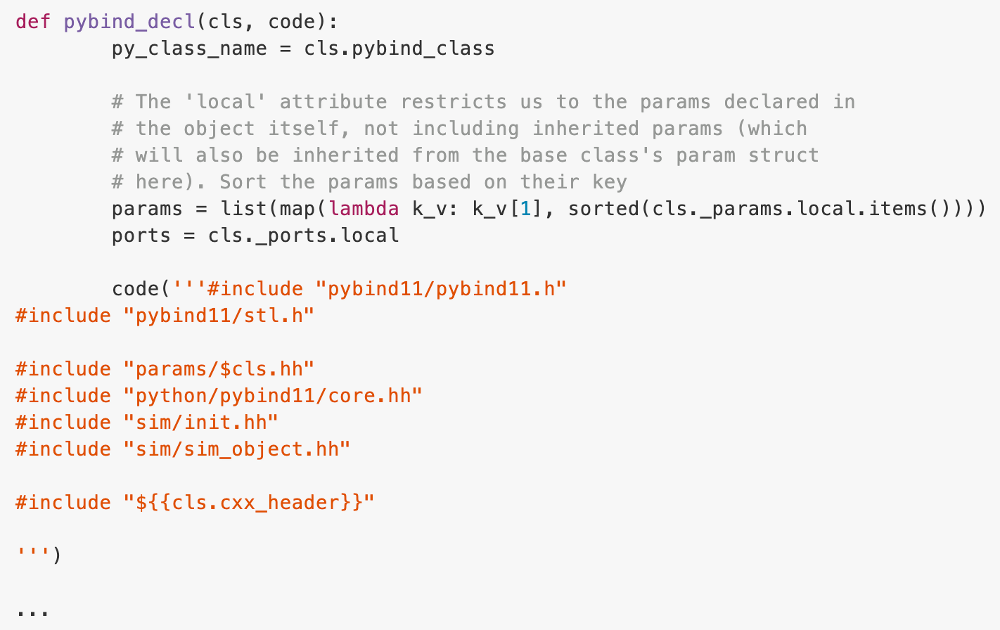 def pybind_decl(cls, code):
        py_class_name = cls.pybind_class

        # The 'local' attribute restricts us to the params declared in
        # the object itself, not including inherited params (which
        # will also be inherited from the base class's param struct
        # here). Sort the params based on their key
        params = list(map(lambda k_v: k_v[1], sorted(cls._params.local.items())))
        ports = cls._ports.local

        code('''#include "pybind11/pybind11.h"
#include "pybind11/stl.h"

#include "params/$cls.hh"
#include "python/pybind11/core.hh"
#include "sim/init.hh"
#include "sim/sim_object.hh"

#include "${{cls.cxx_header}}"

''')

...